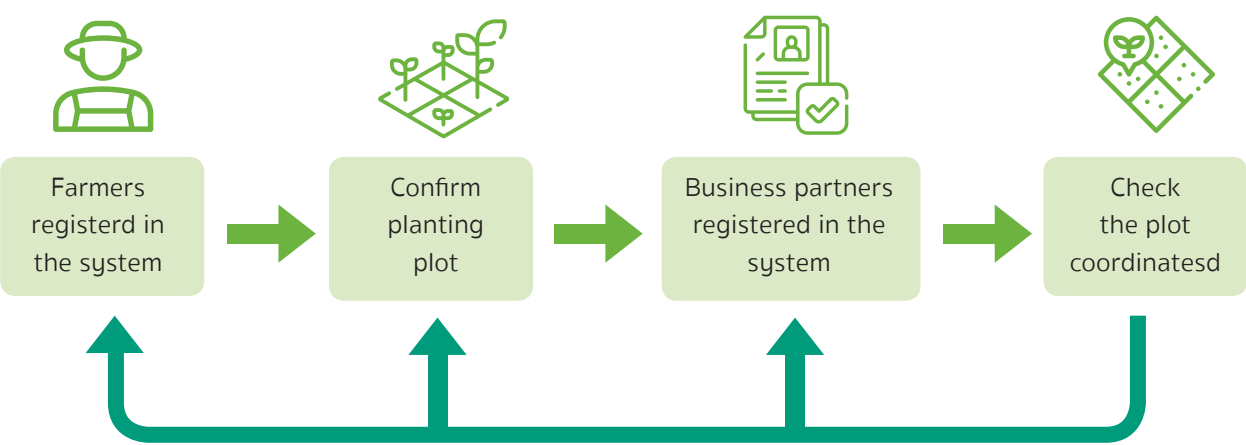 Farmers
registerd in
the system
Confirm
planting
plot
Business partners
registered in the
system
Check
the plot
coordinatesd